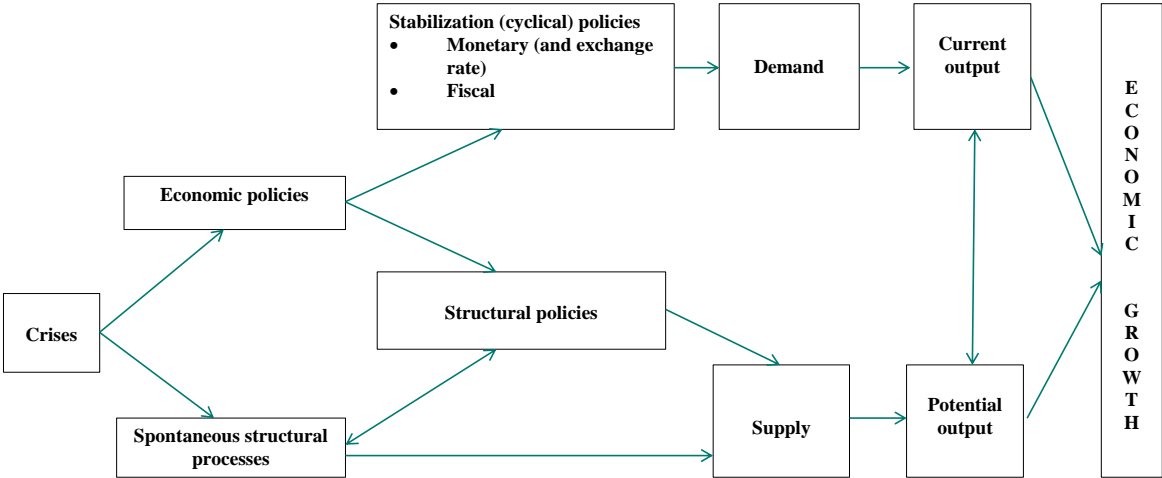 Stabilization (cyclical) policies
• Monetary (and exchange
rate)
• Fiscal
Demand
Current
output
Economic policies
Structural policies
Crises
Spontaneous structural
processes
Supply
Potential
output
E
C
O
N
O
M
I
C
G
R
O
W
T
H